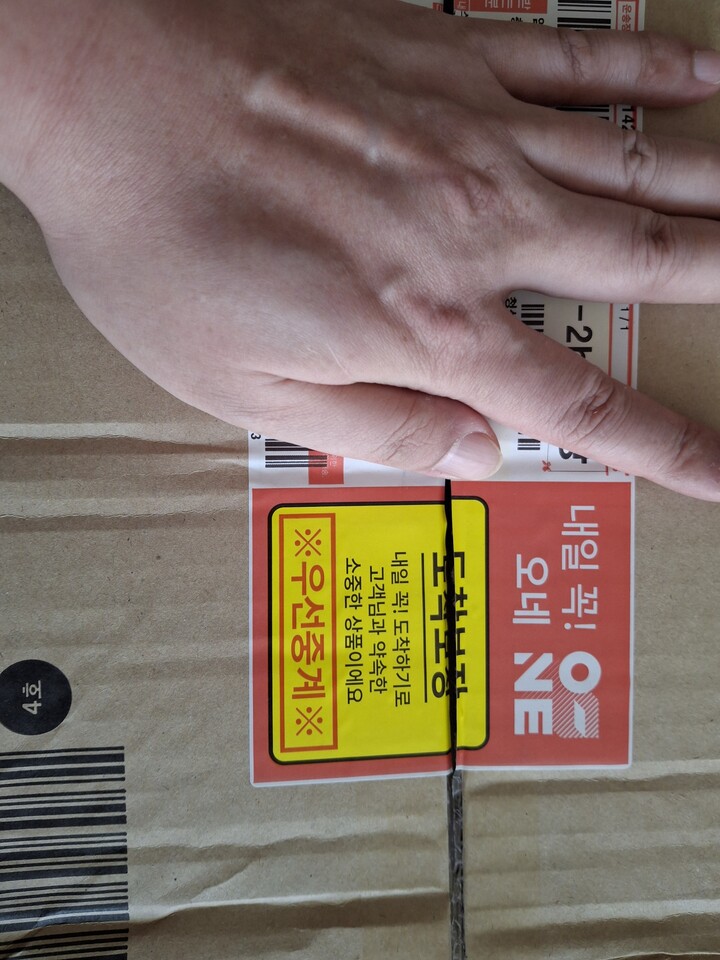 내일 꼭!
오네
O
NE
도착보장
내일 꼭! 도착하기로
고객님과 약속한
소중한 상품이에요
※우선중계※
4호
1/1